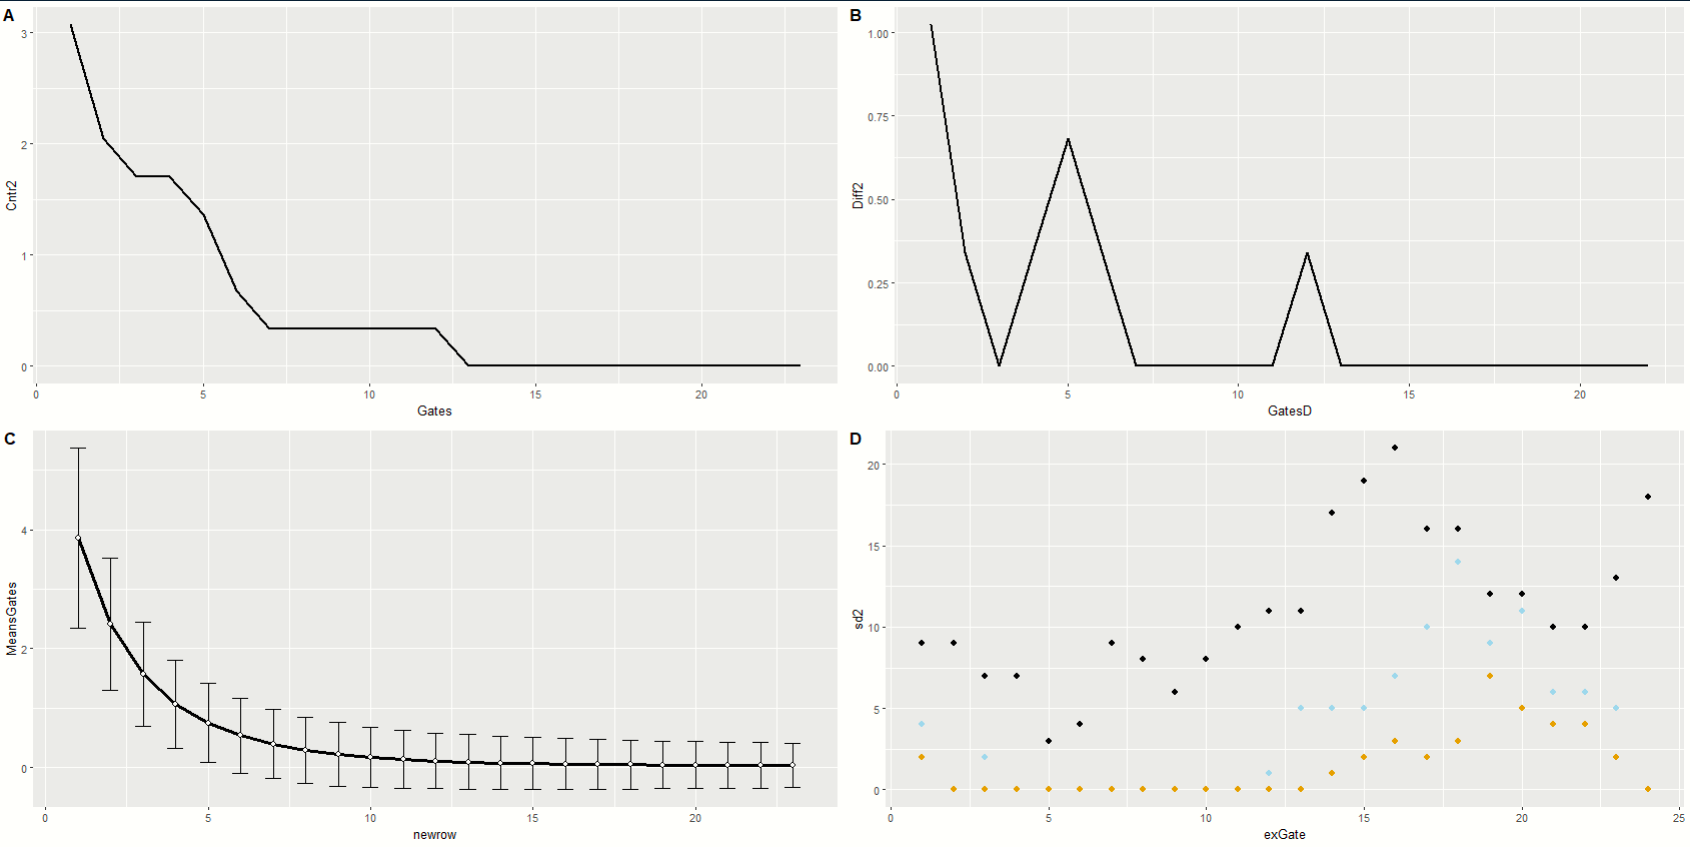 A
3
2
1
0
Cntr2
0 5 10 15 20
Gates
B
1.00
0.75
0.50
0.25
0.00
Diff2
0 5 10 15 20
GatesD
C
4
2
0
MeansGates
0 5 10 15 20
newrow
D
20
15
10
5
0
sd2
0 5 10 15 20 25
exGate